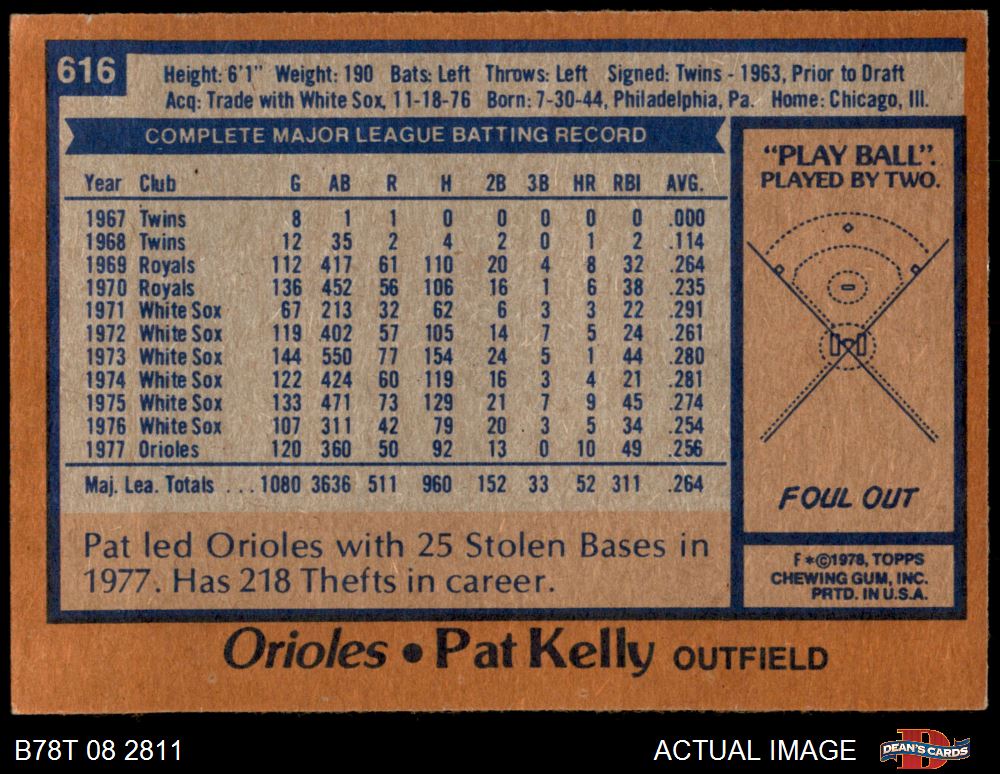 616
Height: 6'1" Weight: 190 Bats: Left Throws: Left Signed: Twins - 1963, Prior to Draft
Acq: Trade with White Sox, 11-18-76 Born: 7-30-44, Philadelphia, Pa. Home: Chicago, Ill.
COMPLETE MAJOR LEAGUE BATTING RECORD
Year Club G AB R H 2B 3B HR RBI AVG.
1967 Twins 8 1 1 0 0 0 0 0 .000
1968 Twins 12 35 2 4 2 0 1 2 .114
1969 Royals 112 417 61 110 20 4 8 32 .264
1970 Royals 136 452 56 106 16 1 6 38 .235
1971 White Sox 67 213 32 62 6 3 3 22 .291
1972 White Sox 119 402 57 105 14 7 5 24 .261
1973 White Sox 144 550 77 154 24 5 1 44 .280
1974 White Sox 122 424 60 119 16 3 4 21 .281
1975 White Sox 133 471 73 129 21 7 9 45 .274
1976 White Sox 107 311 42 79 20 3 5 34 .254
1977 Orioles 120 360 50 92 13 0 10 49 .256
Maj. Lea. Totals ... 1080 3636 511 960 152 33 52 311 .264
Pat led Orioles with 25 Stolen Bases in
1977. Has 218 Thefts in career.
"PLAY BALL".
PLAYED BY TWO.
FOUL OUT
F*©1978, TOPPS
CHEWING GUM, INC.
PRTD. IN U.S.A.
Orioles • Pat Kelly OUTFIELD
B78T 08 2811
ACTUAL IMAGE
DEAN'S CARDS